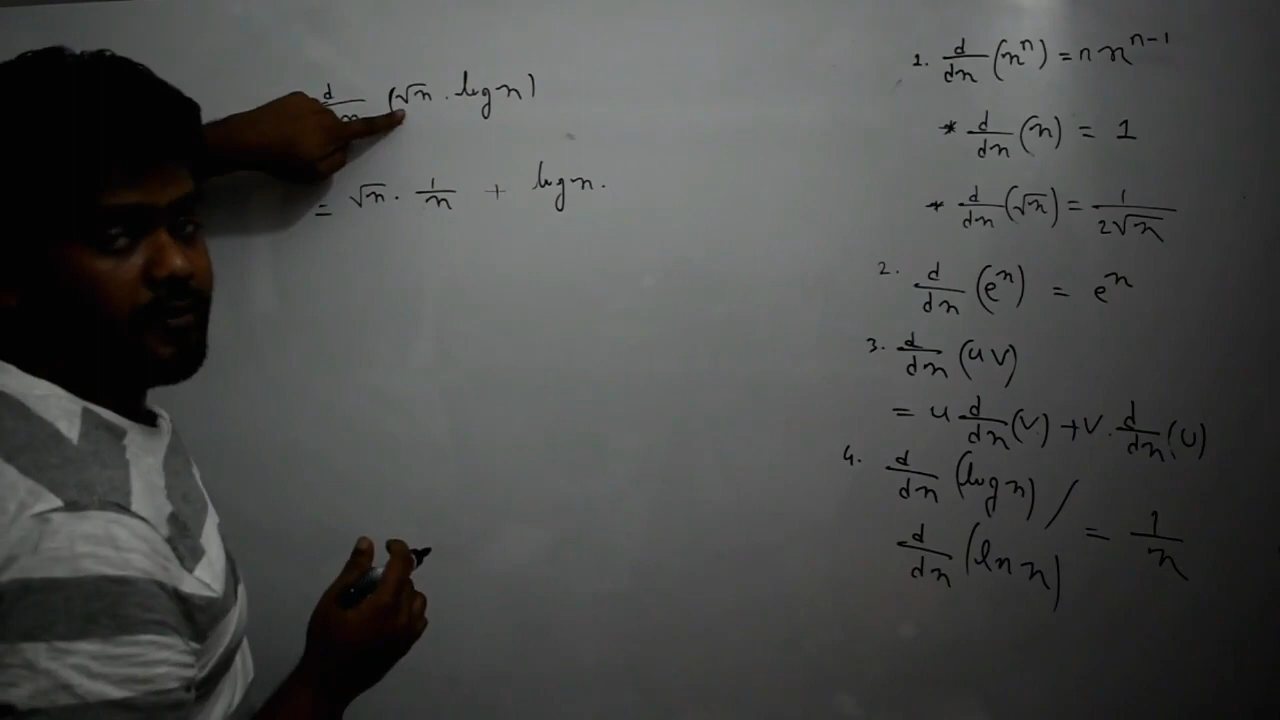 d/dx (√x . log x)
= √x . 1/x + log x.
1. d/dx (x^n) = n x^{n-1}
* d/dx (x) = 1
* d/dx (√x) = 1/(2√x)
2. d/dx (e^x) = e^x
3. d/dx (uv)
= u d/dx (v) + v. d/dx (u)
4. d/dx (log x) /
d/dx (ln x) = 1/x